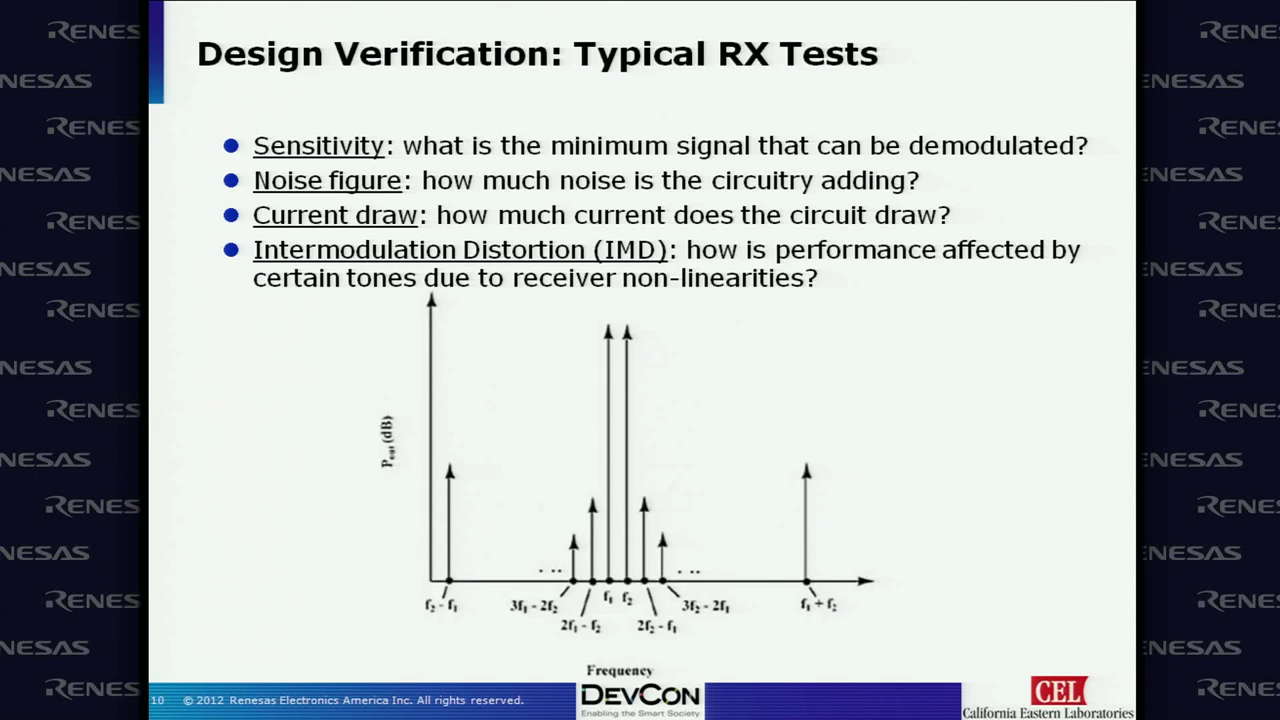 Design Verification: Typical RX Tests
Sensitivity: what is the minimum signal that can be demodulated?
Noise figure: how much noise is the circuitry adding?
Current draw: how much current does the circuit draw?
Intermodulation Distortion (IMD): how is performance affected by
certain tones due to receiver non-linearities?
Pout (dB)
f2 - f1
3f1 - 2f2
2f1 - f2
f1
f2
2f2 - f1
3f2 - 2f1
f1 + f2
Frequency
10 © 2012 Renesas Electronics America Inc. All rights reserved.
DevCon
Enabling the Smart Society
CEL
California Eastern Laboratories
RENESAS